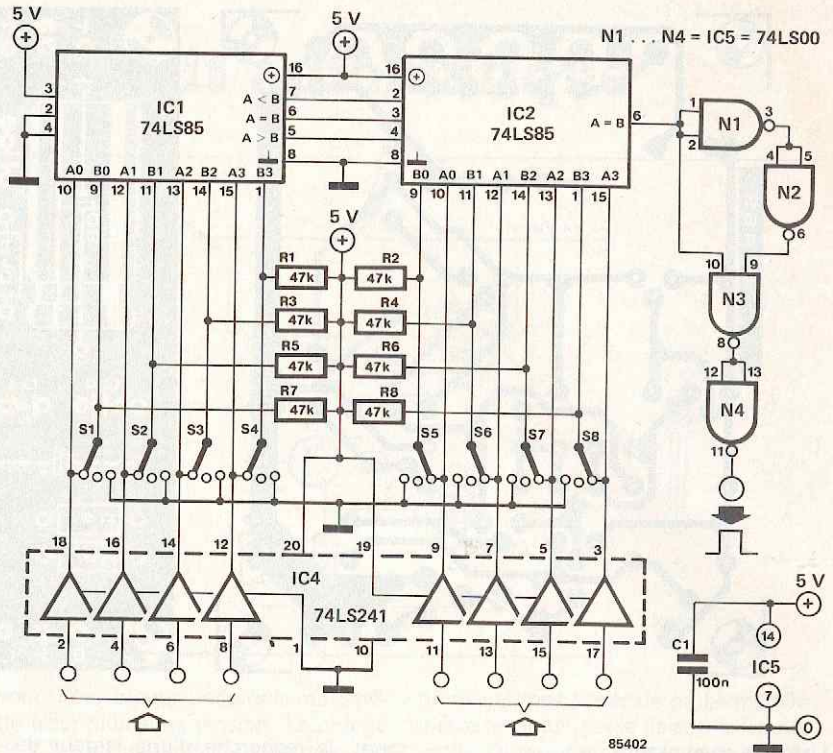 5 V
5 V
N1 . . . N4 = IC5 = 74LS00
IC1
74LS85
3
2
4
16
7
6
5
8
A < B
A = B
A > B
A0 B0 A1 B1 A2 B2 A3 B3
10 9 12 11 13 14 15 1
IC2
74LS85
16
2
3
4
8
A = B 6
B0 A0 B1 A1 B2 A2 B3 A3
9 10 11 12 14 13 1 15
1
2
N1
3
4 5
N2
6
10 9
N3
8
12 13
N4
11
5 V
R1
47k
R2
47k
R3
47k
R4
47k
R5
47k
R6
47k
R7
47k
R8
47k
S1 S2 S3 S4 S5 S6 S7 S8
18 16 14 12 20 19 9 7 5 3
IC4
74LS241
2 4 6 8 1 10 11 13 15 17
5 V
14
C1
100n
IC5
7
0
85402